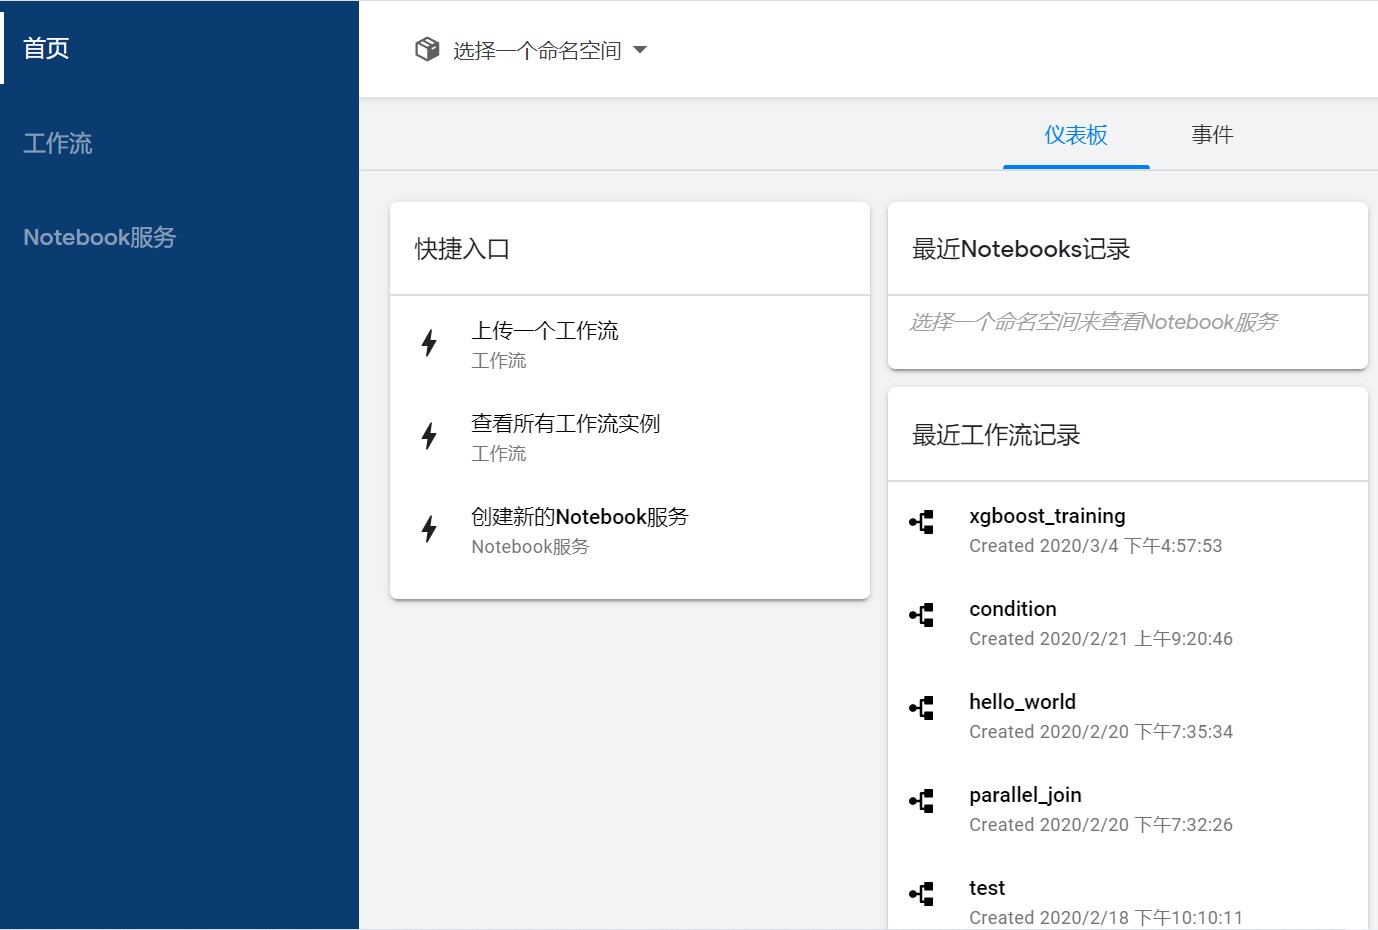 首页
工作流
Notebook服务
选择一个命名空间
仪表板
事件
快捷入口
上传一个工作流
工作流
查看所有工作流实例
工作流
创建新的Notebook服务
Notebook服务
最近Notebooks记录
选择一个命名空间来查看Notebook服务
最近工作流记录
xgboost_training
Created 2020/3/4 下午4:57:53
condition
Created 2020/2/21 上午9:20:46
hello_world
Created 2020/2/20 下午7:35:34
parallel_join
Created 2020/2/20 下午7:32:26
test
Created 2020/2/18 下午10:10:11